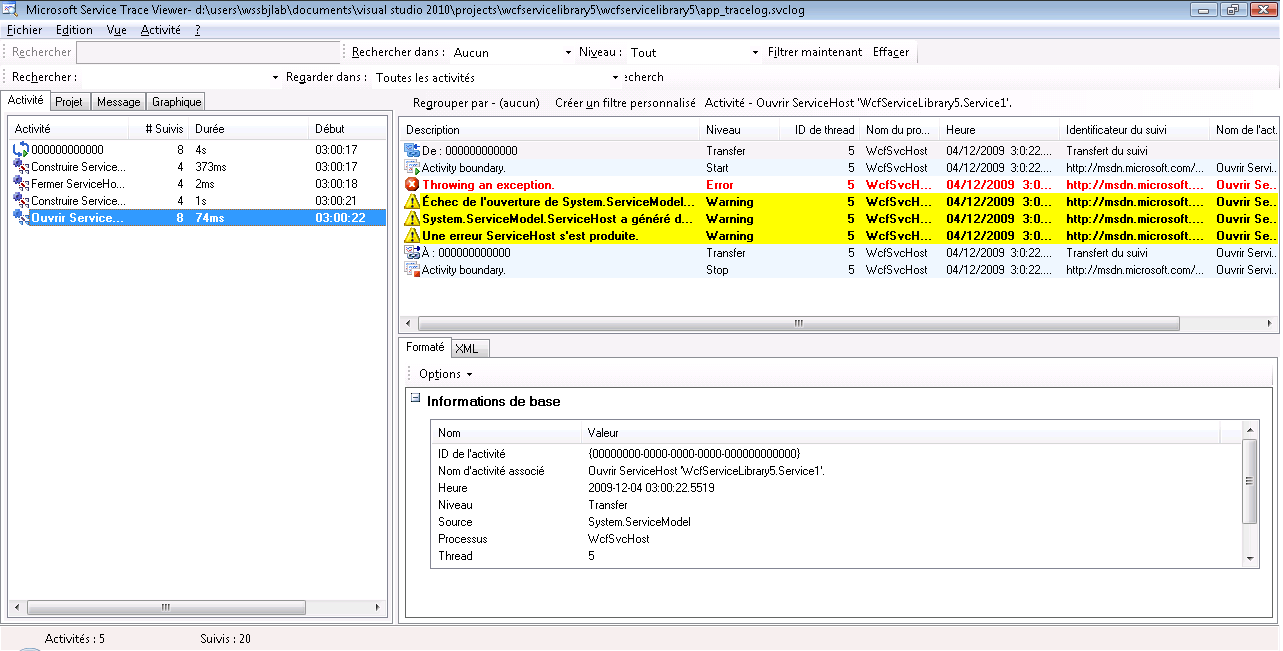 Microsoft Service Trace Viewer- d:\users\wssbjlab\documents\visual studio 2010\projects\wcfservicelibrary5\wcfservicelibrary5\app_tracelog.svclog
Fichier Edition Vue Activité ?
Rechercher Rechercher dans : Aucun Niveau : Tout Filtrer maintenant Effacer
Rechercher : Regarder dans : Toutes les activités :echerch
Activité Projet Message Graphique
Activité # Suivis Durée Début
000000000000 8 4s 03:00:17
Construire Service... 4 373ms 03:00:17
Fermer ServiceHo... 4 2ms 03:00:18
Construire Service... 4 1s 03:00:21
Ouvrir Service... 8 74ms 03:00:22
Regrouper par - (aucun) Créer un filtre personnalisé Activité - Ouvrir ServiceHost 'WcfServiceLibrary5.Service1'.
Description Niveau ID de thread Nom du pro... Heure Identificateur du suivi Nom de l'act.
De : 000000000000 Transfer 5 WcfSvcHost 04/12/2009 3:0:22.... Transfert du suivi
Activity boundary. Start 5 WcfSvcHost 04/12/2009 3:0:22.... http://msdn.microsoft.com/... Ouvrir Servi...
Throwing an exception. Error 5 WcfSvcH... 04/12/2009 3:0... http://msdn.microsoft.... Ouvrir Se...
Échec de l'ouverture de System.ServiceModel... Warning 5 WcfSvcH... 04/12/2009 3:0... http://msdn.microsoft.... Ouvrir Se...
System.ServiceModel.ServiceHost a généré d... Warning 5 WcfSvcH... 04/12/2009 3:0... http://msdn.microsoft.... Ouvrir Se...
Une erreur ServiceHost s'est produite. Warning 5 WcfSvcH... 04/12/2009 3:0... http://msdn.microsoft.... Ouvrir Se...
À : 000000000000 Transfer 5 WcfSvcHost 04/12/2009 3:0:22.... Transfert du suivi Ouvrir Servi...
Activity boundary. Stop 5 WcfSvcHost 04/12/2009 3:0:22.... http://msdn.microsoft.com/... Ouvrir Servi...
Formaté XML
Options
Informations de base
Nom Valeur
ID de l'activité {00000000-0000-0000-0000-000000000000}
Nom d'activité associé Ouvrir ServiceHost 'WcfServiceLibrary5.Service1'.
Heure 2009-12-04 03:00:22.5519
Niveau Transfer
Source System.ServiceModel
Processus WcfSvcHost
Thread 5
Activités : 5 Suivis : 20